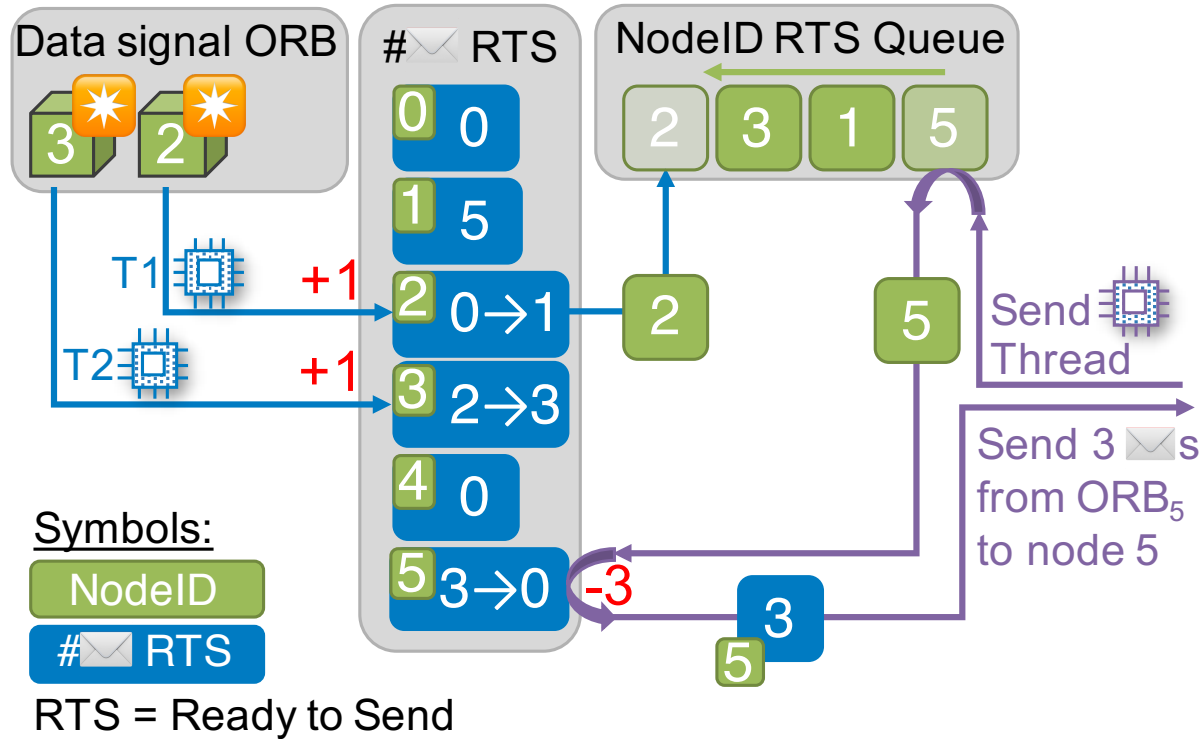 Data signal ORB
3 2
# RTS
0 0
1 5
2 0→1
3 2→3
4 0
5 3→0
NodeID RTS Queue
2 3 1 5
T1
+1
T2
+1
2
5
Send
Thread
Send 3 s
from ORB5
to node 5
-3
3
5
Symbols:
NodeID
# RTS
RTS = Ready to Send